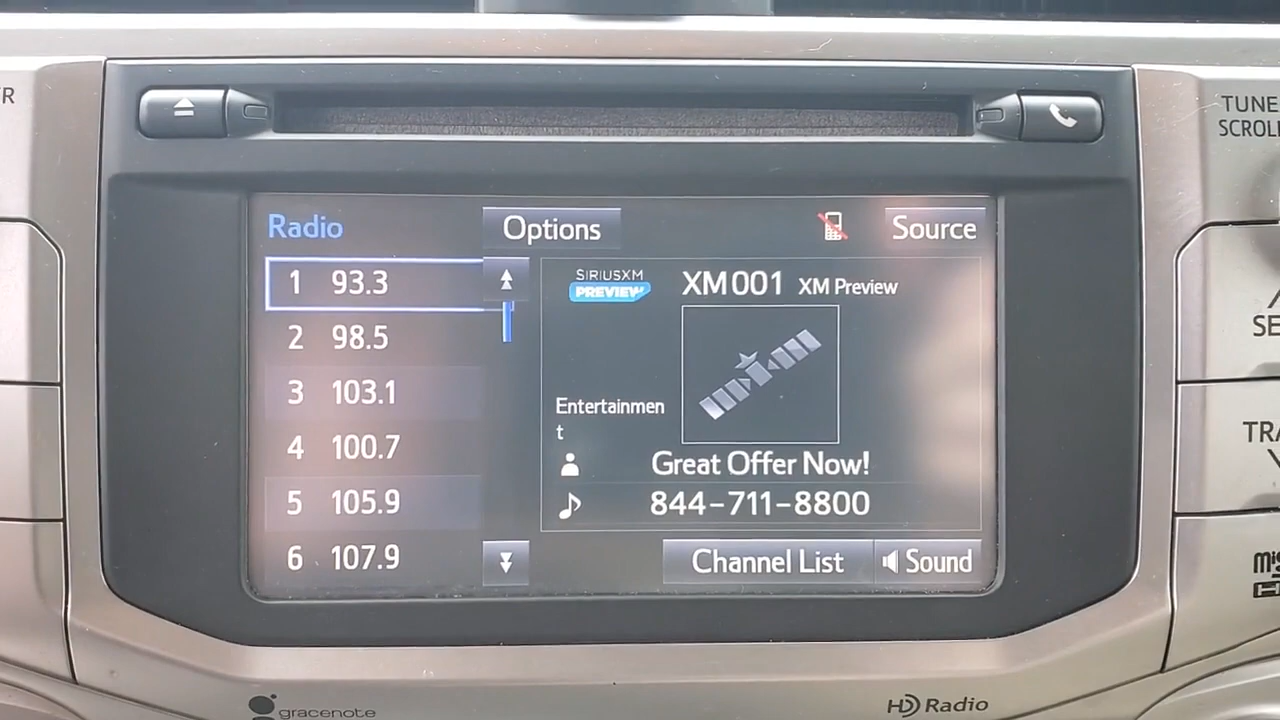 TUNE
SCROLL
Radio
Options
Source
1 93.3
2 98.5
3 103.1
4 100.7
5 105.9
6 107.9
SIRIUSXM
PREVIEW
XM001 XM Preview
Entertainmen
t
Great Offer Now!
844-711-8800
Channel List
Sound
gracenote
HD Radio